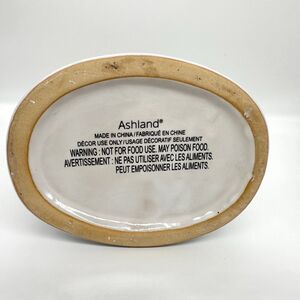 Ashland®
MADE IN CHINA / FABRIQUÉ EN CHINE
DÉCOR USE ONLY / USAGE DÉCORATIF SEULEMENT
WARNING : NOT FOR FOOD USE. MAY POISON FOOD.
AVERTISSEMENT : NE PAS UTILISER AVEC LES ALIMENTS.
PEUT EMPOISONNER LES ALIMENTS.